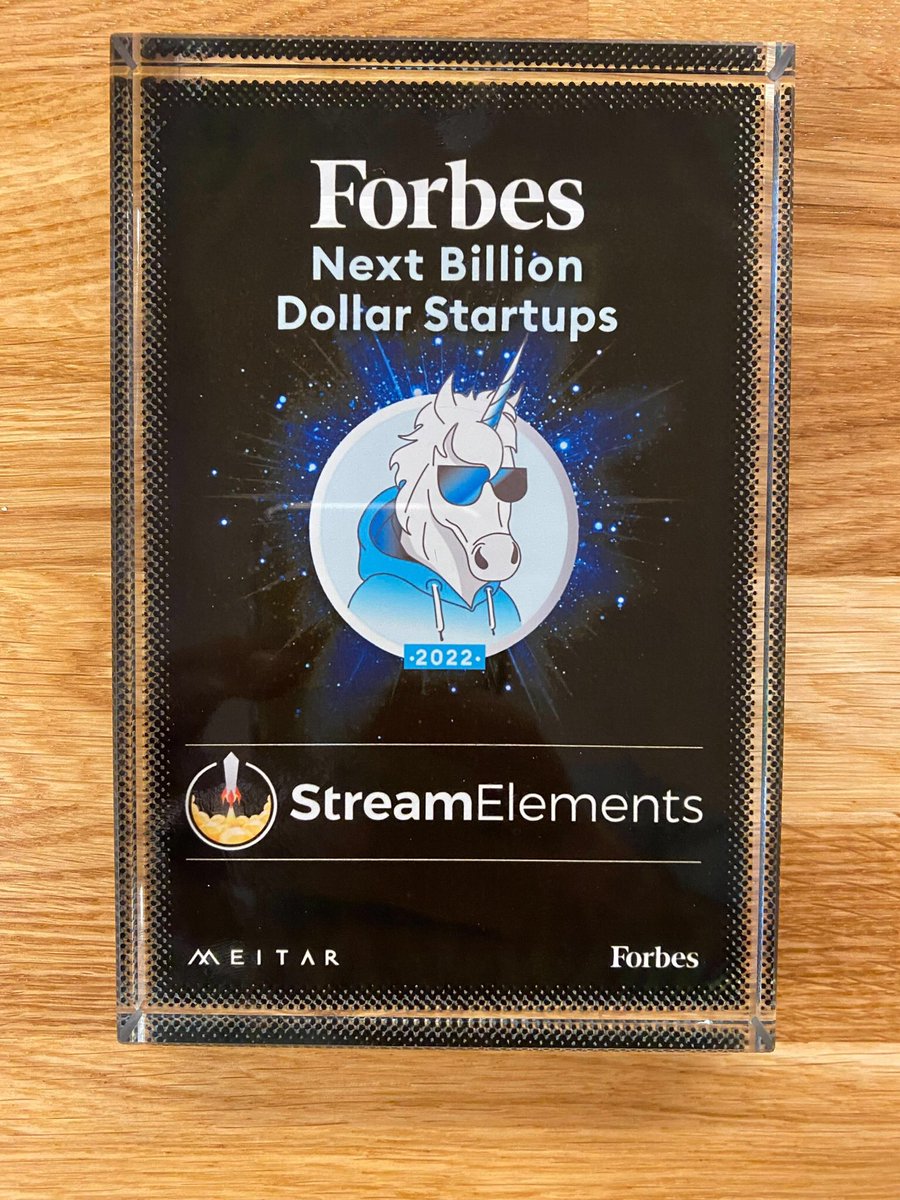 Forbes
Next Billion
Dollar Startups
·2022·
StreamElements
MEITAR
Forbes